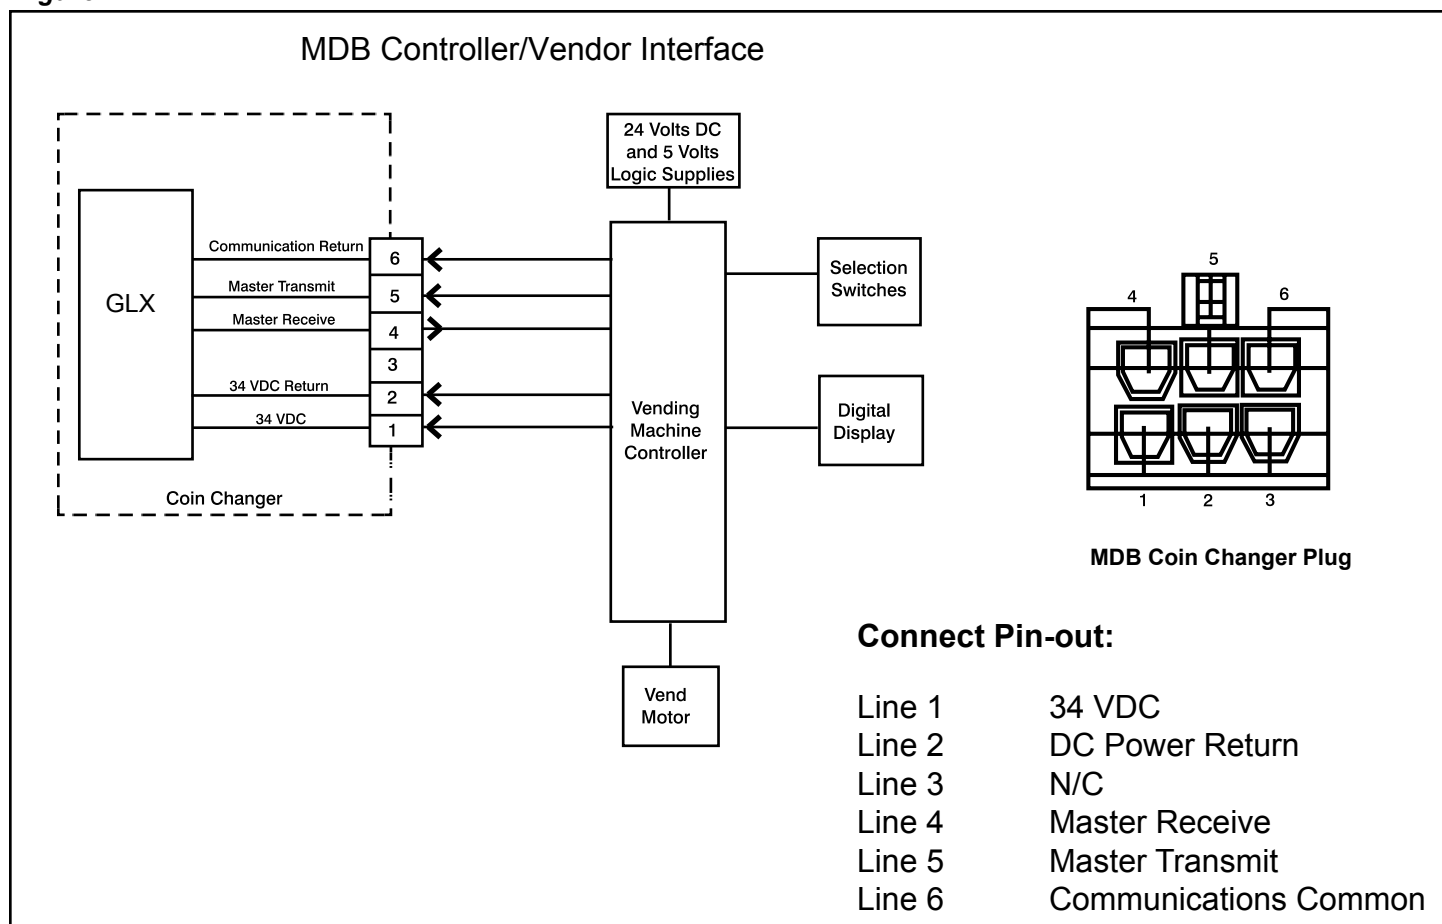 MDB Controller/Vendor Interface
24 Volts DC
and 5 Volts
Logic Supplies
GLX
Communication Return
Master Transmit
Master Receive
34 VDC Return
34 VDC
6
5
4
3
2
1
Coin Changer
Vending
Machine
Controller
Selection
Switches
Digital
Display
Vend
Motor
5
4
6
1
2
3
MDB Coin Changer Plug
Connect Pin-out:
Line 1 34 VDC
Line 2 DC Power Return
Line 3 N/C
Line 4 Master Receive
Line 5 Master Transmit
Line 6 Communications Common